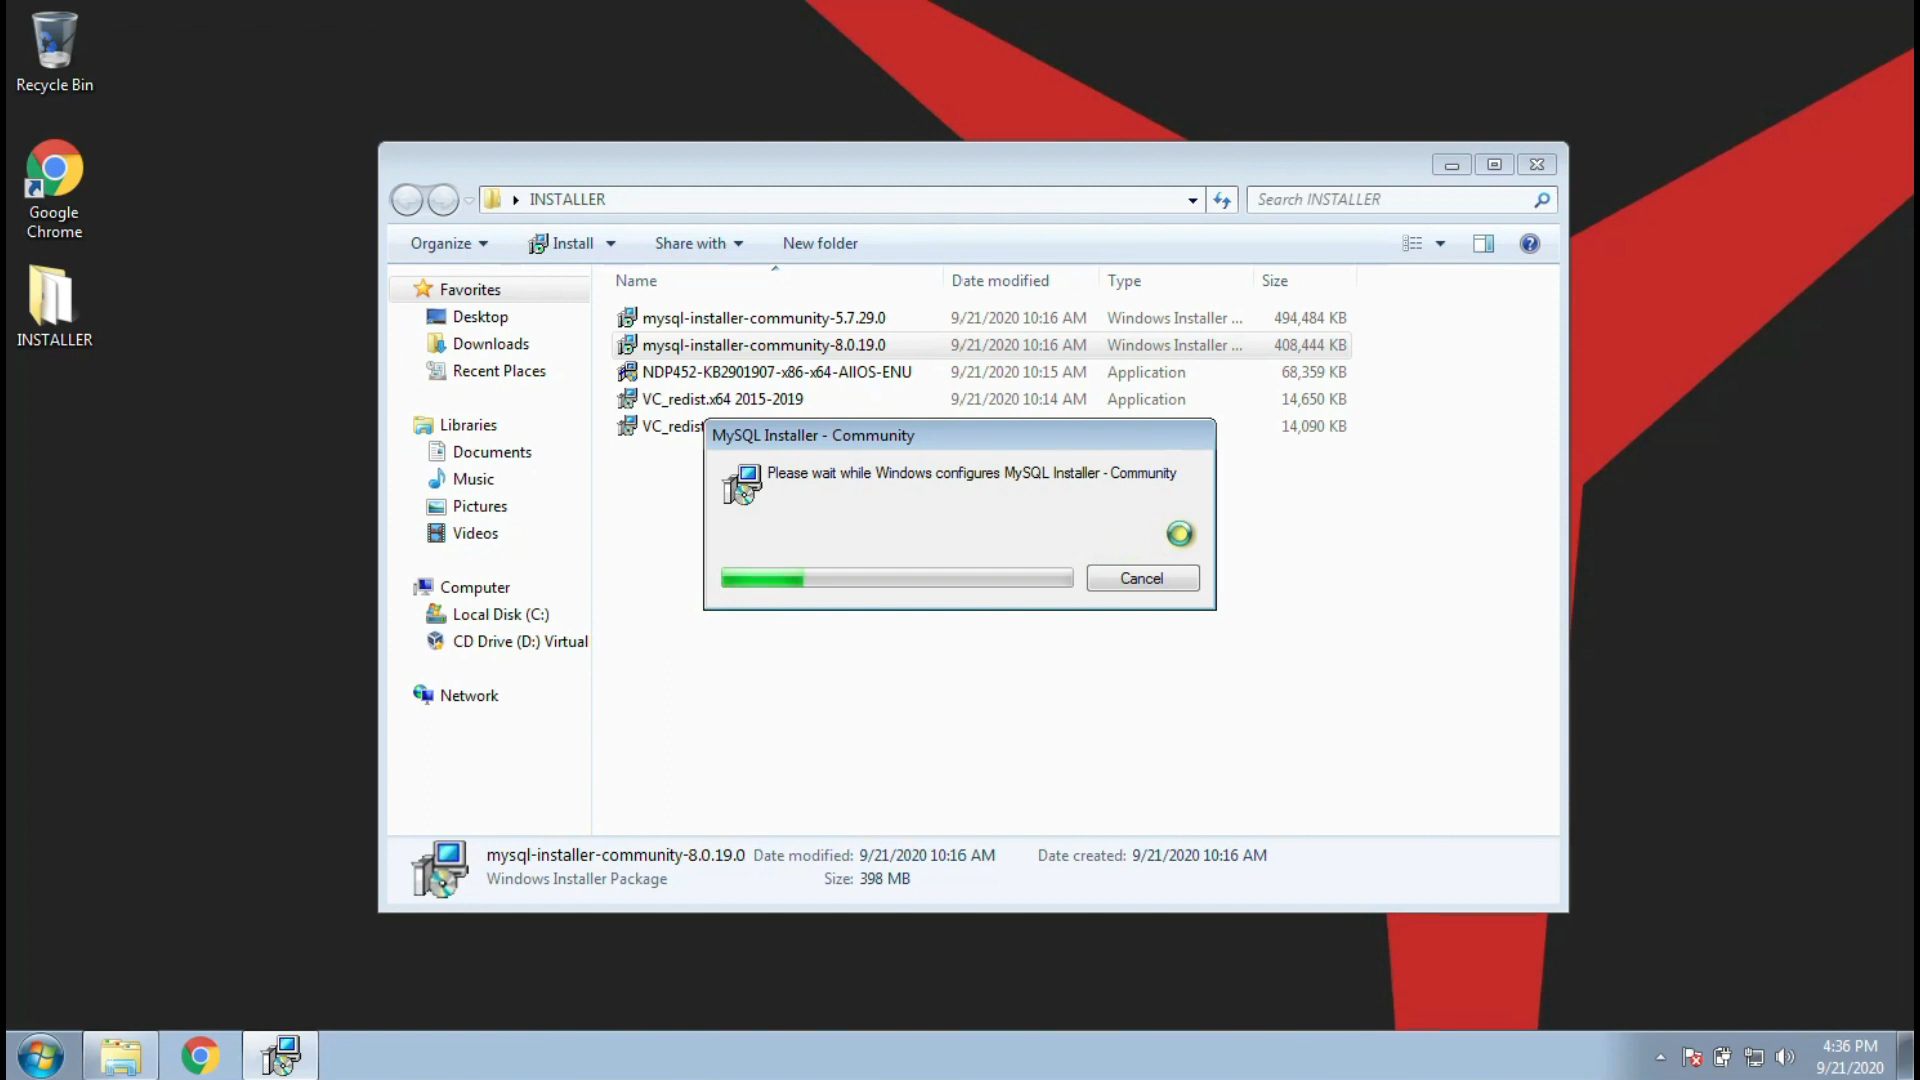 Recycle Bin
Google
Chrome
INSTALLER
INSTALLER
Search INSTALLER
Organize Install Share with New folder
Name Date modified Type Size
mysql-installer-community-5.7.29.0 9/21/2020 10:16 AM Windows Installer ... 494,484 KB
mysql-installer-community-8.0.19.0 9/21/2020 10:16 AM Windows Installer ... 408,444 KB
NDP452-KB2901907-x86-x64-AllOS-ENU 9/21/2020 10:15 AM Application 68,359 KB
VC_redist.x64 2015-2019 9/21/2020 10:14 AM Application 14,650 KB
VC_redist 14,090 KB
Favorites
Desktop
Downloads
Recent Places
Libraries
Documents
Music
Pictures
Videos
Computer
Local Disk (C:)
CD Drive (D:) Virtual
Network
MySQL Installer - Community
Please wait while Windows configures MySQL Installer - Community
Cancel
mysql-installer-community-8.0.19.0 Date modified: 9/21/2020 10:16 AM Date created: 9/21/2020 10:16 AM
Windows Installer Package Size: 398 MB
4:36 PM
9/21/2020